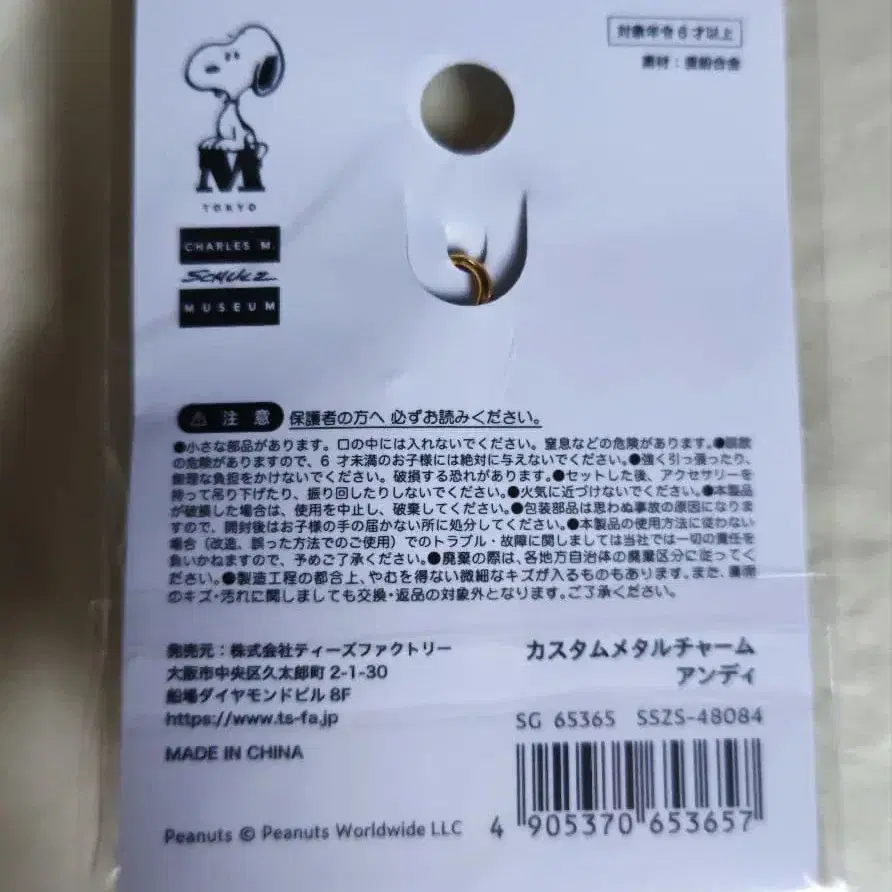 対象年令6才以上
素材：亜鉛合金
M
TOKYO
CHARLES M.
SCHULZ
MUSEUM
⚠ 注意 保護者の方へ 必ずお読みください。
●小さな部品があります。口の中には入れないでください。窒息などの危険があります。●誤飲
の危険がありますので、6才未満のお子様には絶対に与えないでください。●強く引っ張ったり、
無理な負担をかけないでください。破損する恐れがあります。●セットした後、アクセサリーを
持って吊り下げたり、振り回したりしないでください。●火気に近づけないでください。●本製品
が破損した場合は、使用を中止し、破棄してください。●包装部品は思わぬ事故の原因になりま
すので、開封後はお子様の手の届かない所に処分してください。●本製品の使用方法に従わない
場合（改造、誤った方法でのご使用）でのトラブル・故障に関しましては当社では一切の責任を
負いかねますので、予めご了承ください。●廃棄の際は、各地方自治体の廃棄区分に従ってく
ださい。●製造工程の都合上、やむを得ない微細なキズが入るものもあります。また、着用
のキズ・汚れに関しましても交換・返品の対象外となります。ご了承ください。
発売元：株式会社ティーズファクトリー
大阪市中央区久太郎町 2-1-30
船場ダイヤモンドビル 8F
https://www.ts-fa.jp
MADE IN CHINA
Peanuts © Peanuts Worldwide LLC
カスタムメタルチャーム
アンディ
SG 65365 SSZS-48084
4 905370 653657